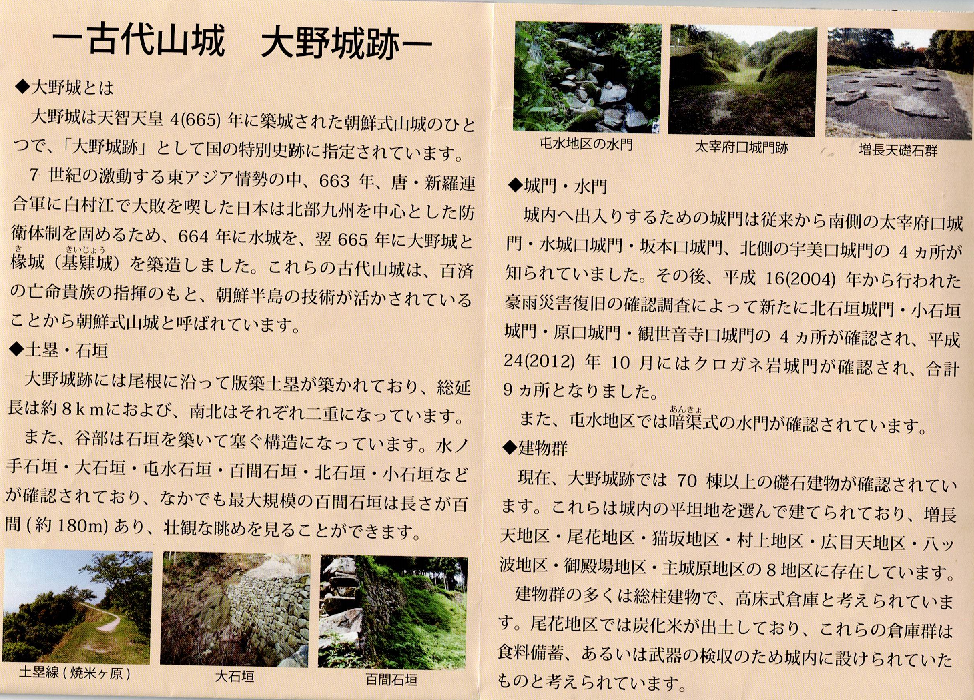 ―古代山城　大野城跡―
◆大野城とは
大野城は天智天皇 4(665) 年に築城された朝鮮式山城のひと
つで、「大野城跡」として国の特別史跡に指定されています。
7 世紀の激動する東アジア情勢の中、663 年、唐・新羅連
合軍に白村江で大敗を喫した日本は北部九州を中心とした防
衛体制を固めるため、664 年に水城を、翌 665 年に大野城と
き　きいじょう
椽城（基肄城）を築造しました。これらの古代山城は、百済
の亡命貴族の指揮のもと、朝鮮半島の技術が活かされている
ことから朝鮮式山城と呼ばれています。
◆土塁・石垣
大野城跡には尾根に沿って版築土塁が築かれており、総延
長は約８ｋｍにおよび、南北はそれぞれ二重になっています。
また、谷部は石垣を築いて塞ぐ構造になっています。水ノ
手石垣・大石垣・屯水石垣・百間石垣・北石垣・小石垣など
が確認されており、なかでも最大規模の百間石垣は長さが百
間 ( 約 180m) あり、壮観な眺めを見ることができます。
土塁線 ( 焼米ヶ原 )
大石垣
百間石垣
屯水地区の水門
太宰府口城門跡
増長天礎石群
◆城門・水門
城内へ出入りするための城門は従来から南側の太宰府口城
門・水城口城門・坂本口城門、北側の宇美口城門の 4 ヵ所が
知られていました。その後、平成 16(2004) 年から行われた
豪雨災害復旧の確認調査によって新たに北石垣城門・小石垣
城門・原口城門・観世音寺口城門の 4 ヵ所が確認され、平成
24(2012) 年 10 月にはクロガネ岩城門が確認され、合計
9 ヵ所となりました。
あんきょ
また、屯水地区では暗渠式の水門が確認されています。
◆建物群
現在、大野城跡では 70 棟以上の礎石建物が確認されてい
ます。これらは城内の平坦地を選んで建てられており、増長
天地区・尾花地区・猫坂地区・村上地区・広目天地区・八ッ
波地区・御殿場地区・主城原地区の８地区に存在しています。
建物群の多くは総柱建物で、高床式倉庫と考えられていま
す。尾花地区では炭化米が出土しており、これらの倉庫群は
食料備蓄、あるいは武器の検収のため城内に設けられていた
ものと考えられています。